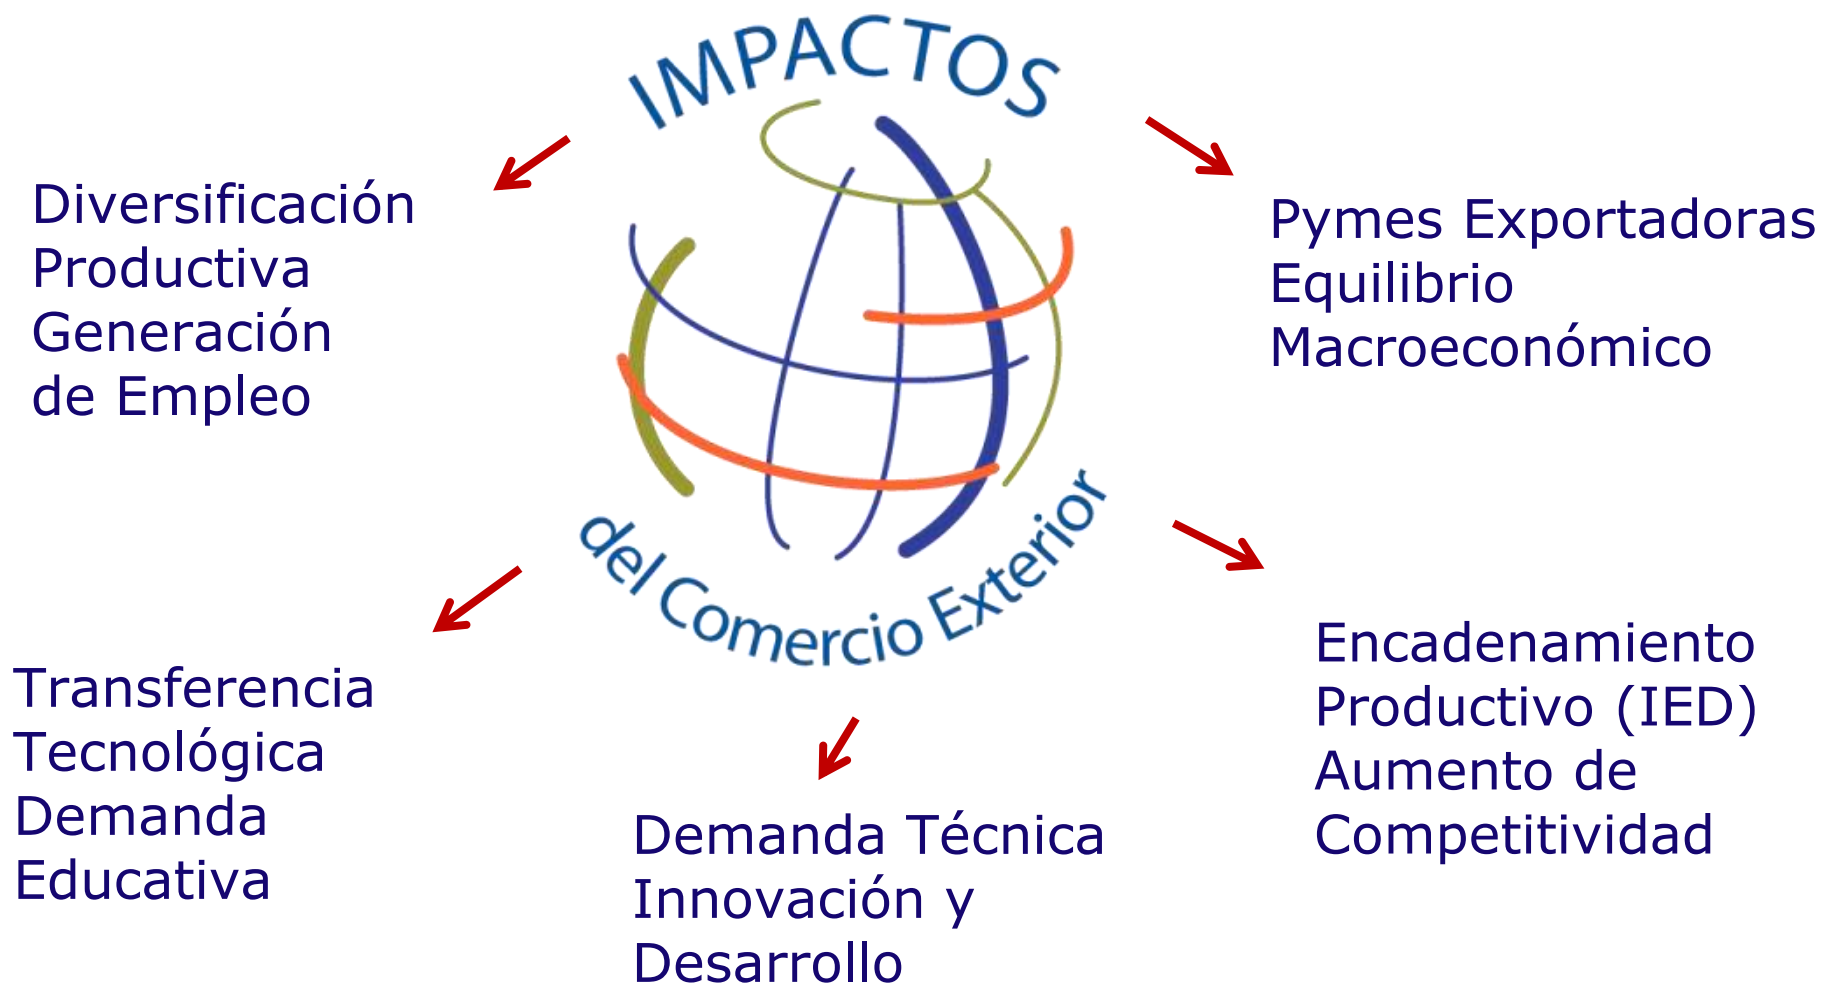 IMPACTOS
del Comercio Exterior
Diversificación
Productiva
Generación
de Empleo
Pymes Exportadoras
Equilibrio
Macroeconómico
Transferencia
Tecnológica
Demanda
Educativa
Demanda Técnica
Innovación y
Desarrollo
Encadenamiento
Productivo (IED)
Aumento de
Competitividad